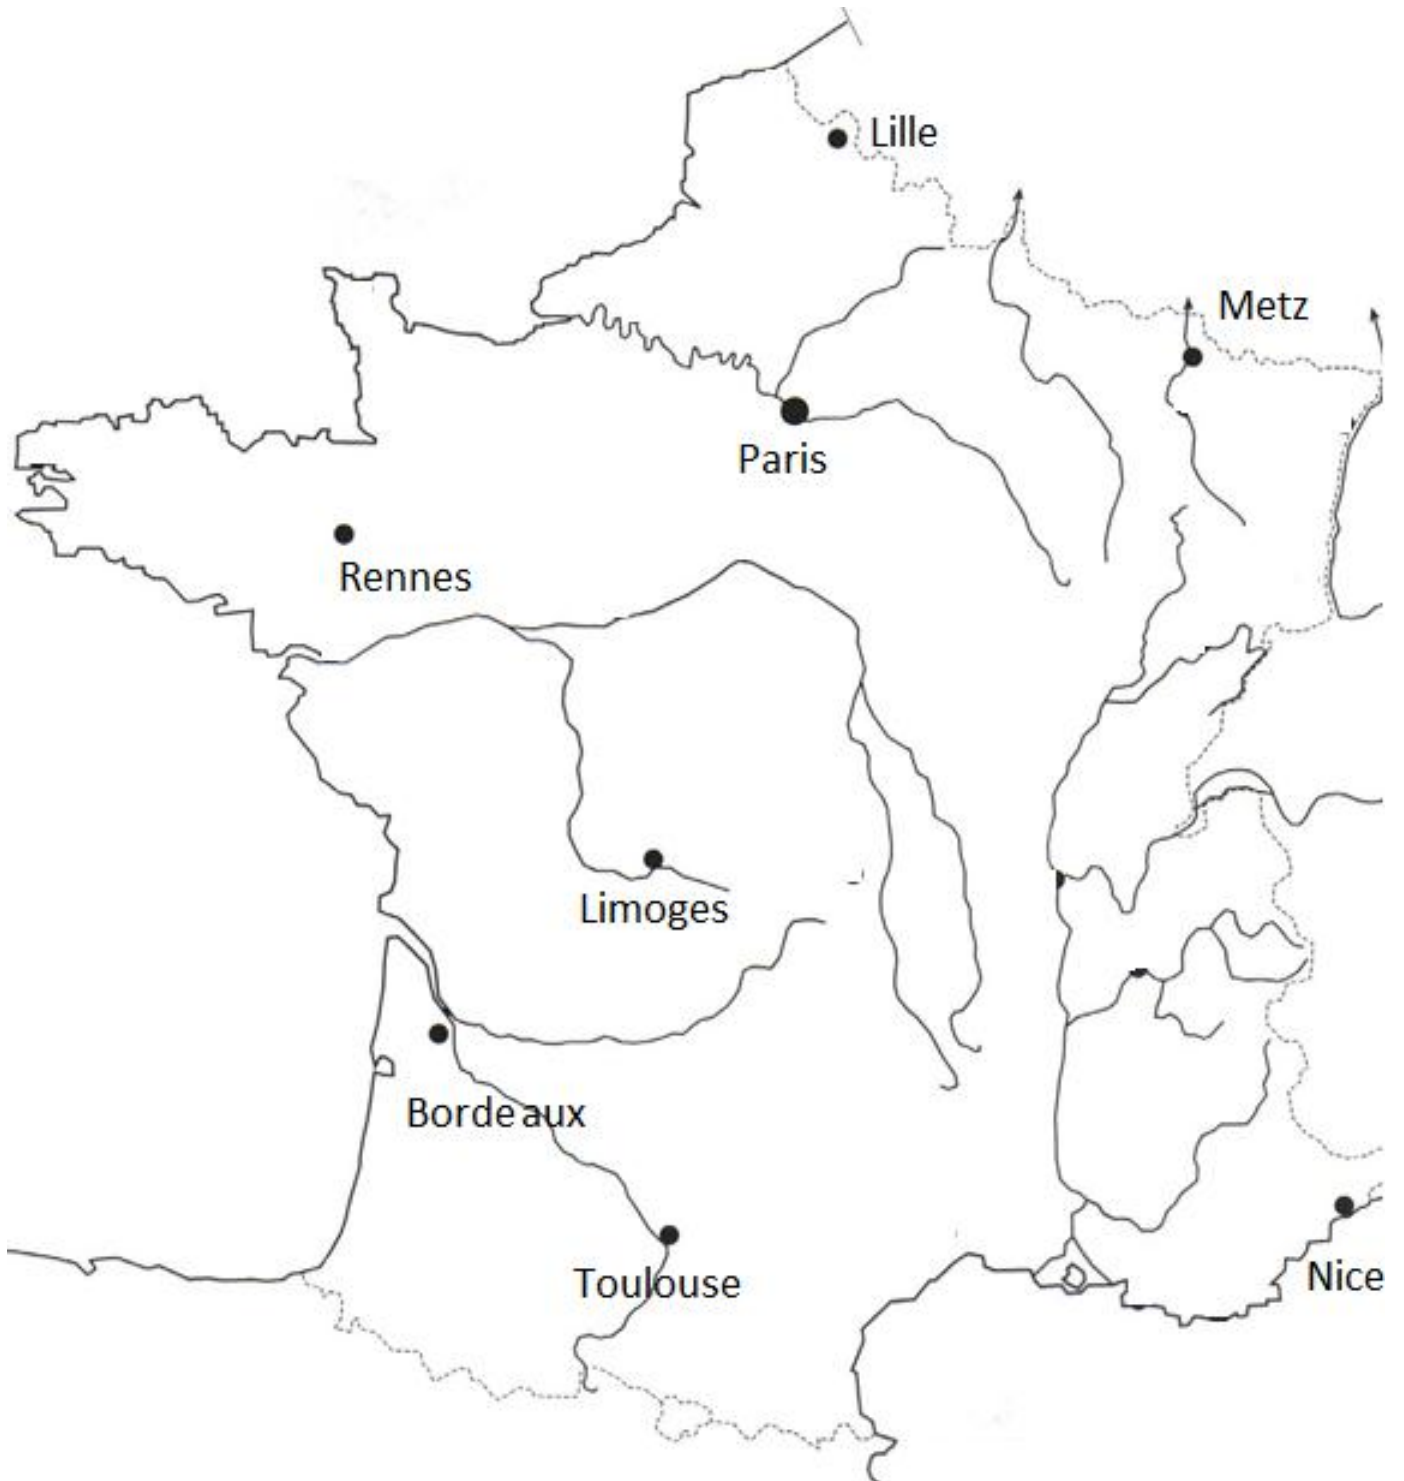 Lille
Metz
Paris
Rennes
Limoges
Bordeaux
Toulouse
Nice